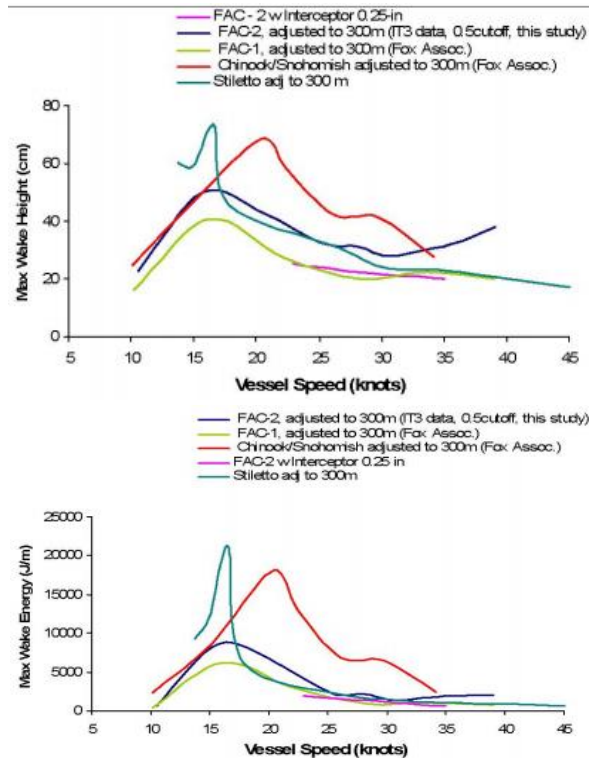 FAC - 2 w Interceptor 0.25-in
FAC-2, adjusted to 300m (IT3 data, 0.5cutoff, this study)
FAC-1, adjusted to 300m (Fox Assoc.)
Chinook/Snohomish adjusted to 300m (Fox Assoc.)
Stiletto adj to 300 m
Max Wake Height (cm)
80
60
40
20
0
5 10 15 20 25 30 35 40 45
Vessel Speed (knots)
FAC-2, adjusted to 300m (IT3 data, 0.5cutoff, this study)
FAC-1, adjusted to 300m (Fox Assoc.)
Chinook/Snohomish adjusted to 300m (Fox Assoc.)
FAC-2 w Interceptor 0.25 in
Stiletto adj to 300m
Max Wake Energy (J/m)
25000
20000
15000
10000
5000
0
5 10 15 20 25 30 35 40 45
Vessel Speed (knots)